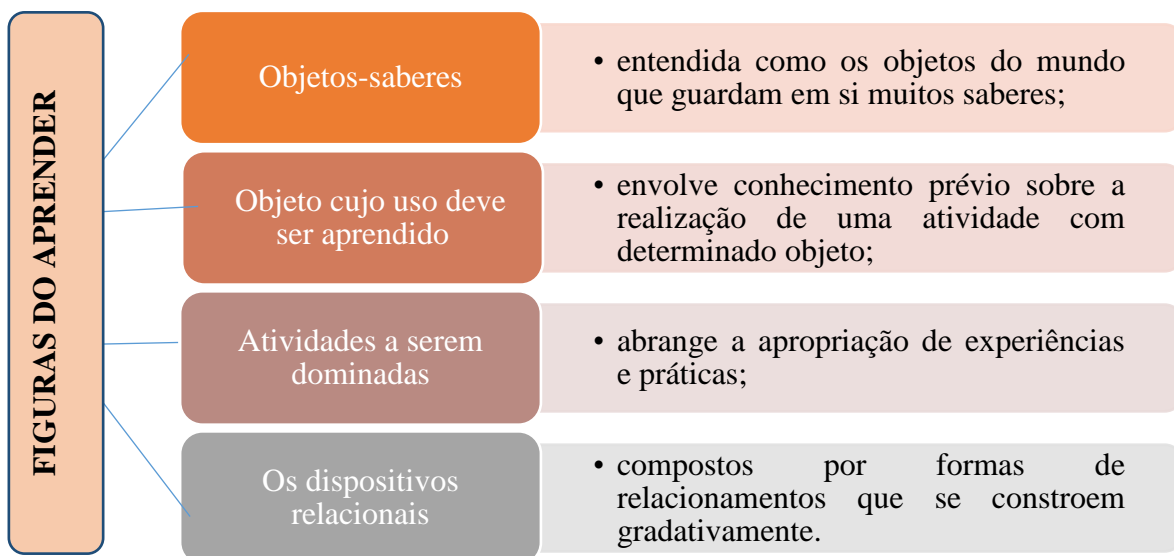 FIGURAS DO APRENDER
Objetos-saberes
• entendida como os objetos do mundo
que guardam em si muitos saberes;
Objeto cujo uso deve
ser aprendido
• envolve conhecimento prévio sobre a
realização de uma atividade com
determinado objeto;
Atividades a serem
dominadas
• abrange a apropriação de experiências
e práticas;
Os dispositivos
relacionais
• compostos por formas de
relacionamentos que se constroem
gradativamente.